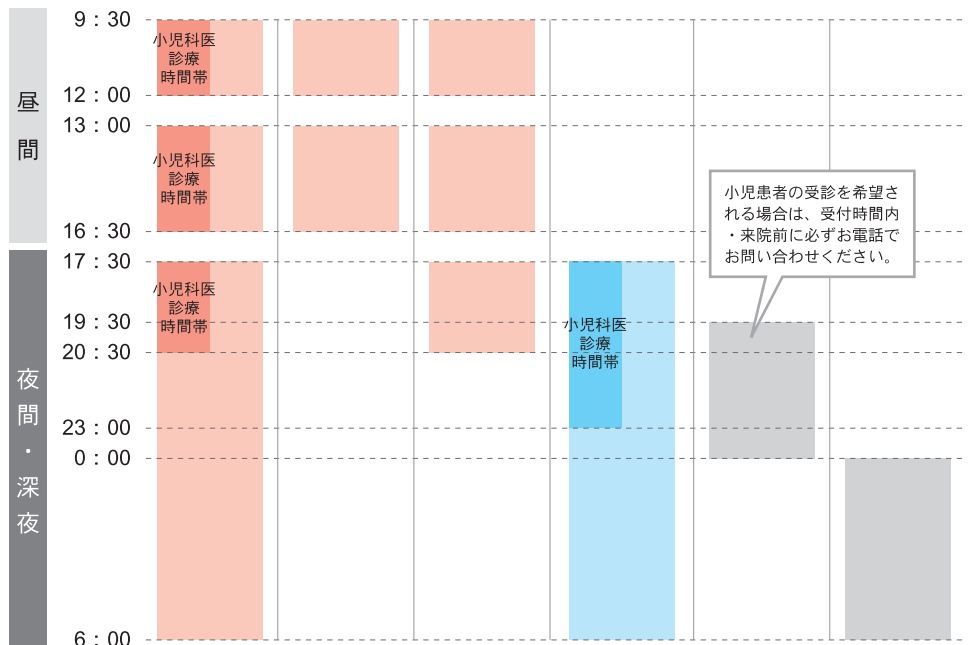 昼間
夜間・深夜
9：30
12：00
13：00
16：30
17：30
19：30
20：30
23：00
0：00
6：00
小児科医
診療
時間帯
小児科医
診療
時間帯
小児科医
診療
時間帯
小児科医
診療
時間帯
小児患者の受診を希望さ
れる場合は、受付時間内
・来院前に必ずお電話で
お問い合わせください。